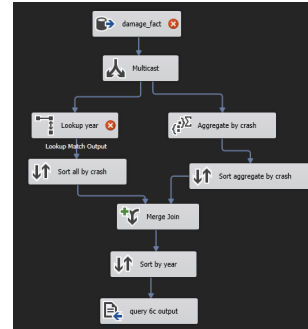 damage_fact
Multicast
Lookup year
Aggregate by crash
Lookup Match Output
Sort all by crash
Sort aggregate by crash
Merge Join
Sort by year
query 6c output